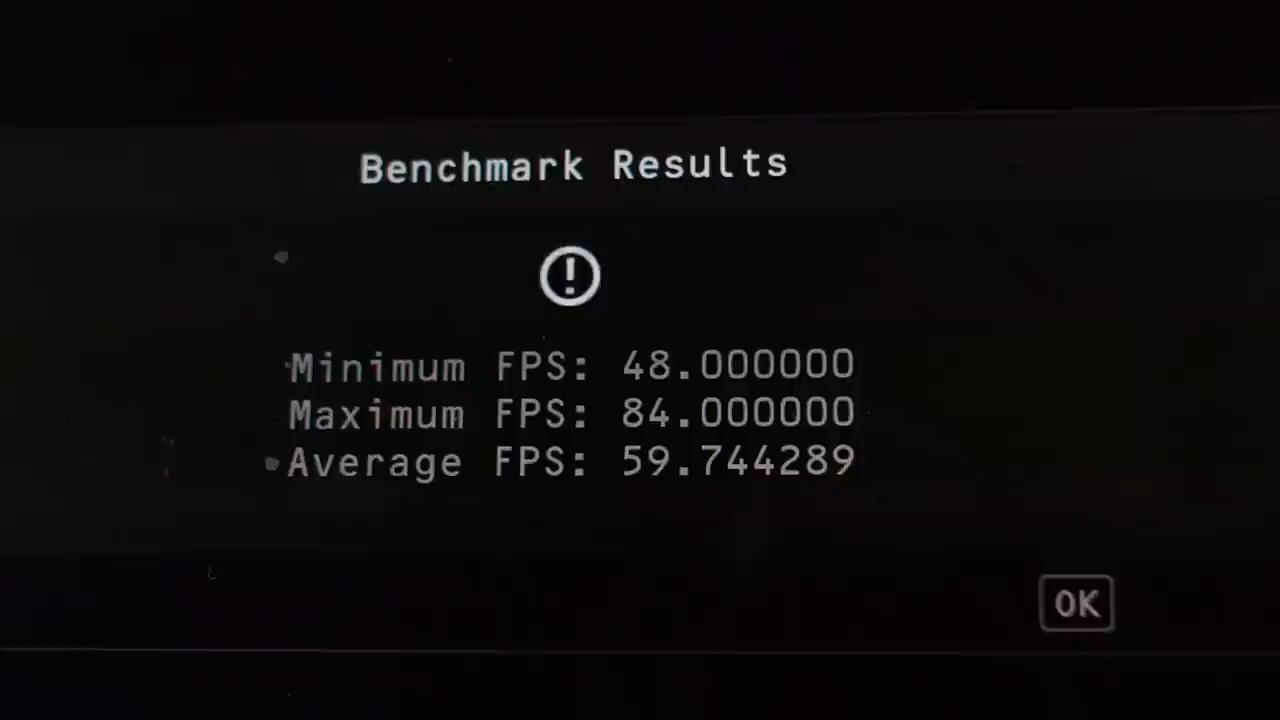 Benchmark Results
Minimum FPS: 48.000000
Maximum FPS: 84.000000
Average FPS: 59.744289
OK